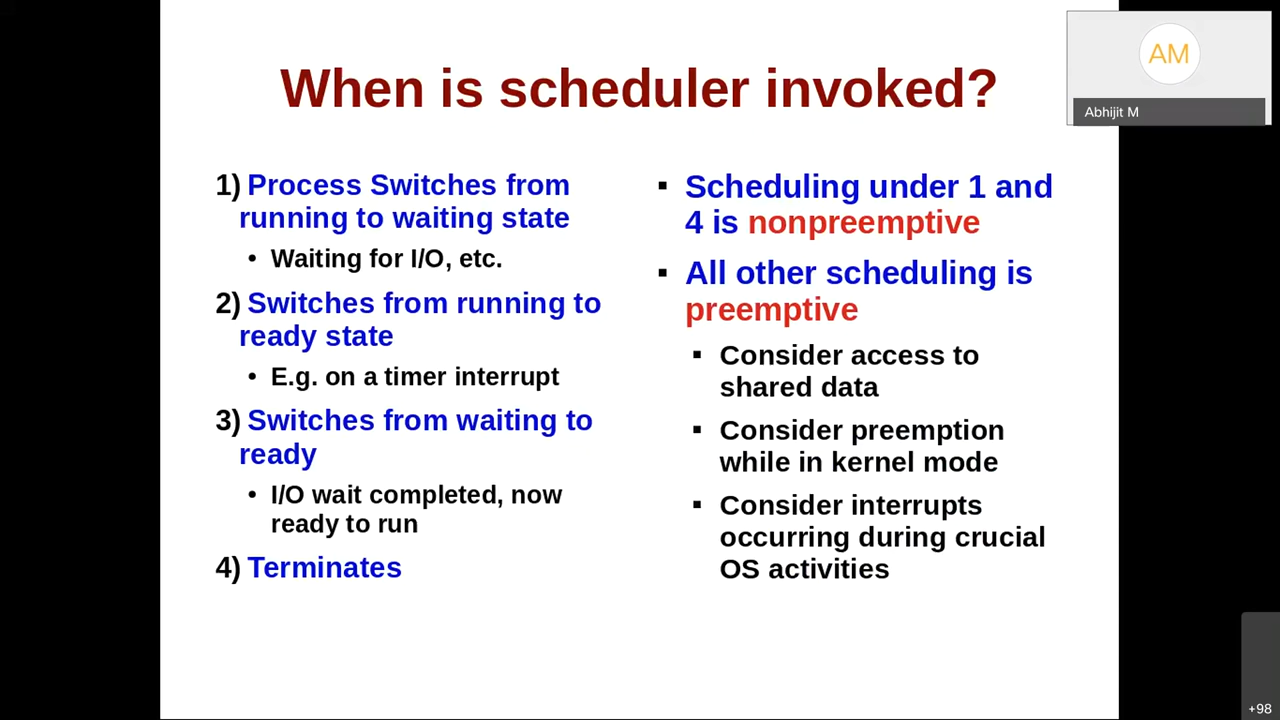 When is scheduler invoked?
1) Process Switches from
running to waiting state
• Waiting for I/O, etc.
2) Switches from running to
ready state
• E.g. on a timer interrupt
3) Switches from waiting to
ready
• I/O wait completed, now
ready to run
4) Terminates
▪ Scheduling under 1 and
4 is nonpreemptive
▪ All other scheduling is
preemptive
▪ Consider access to
shared data
▪ Consider preemption
while in kernel mode
▪ Consider interrupts
occurring during crucial
OS activities
AM
Abhijit M
+98